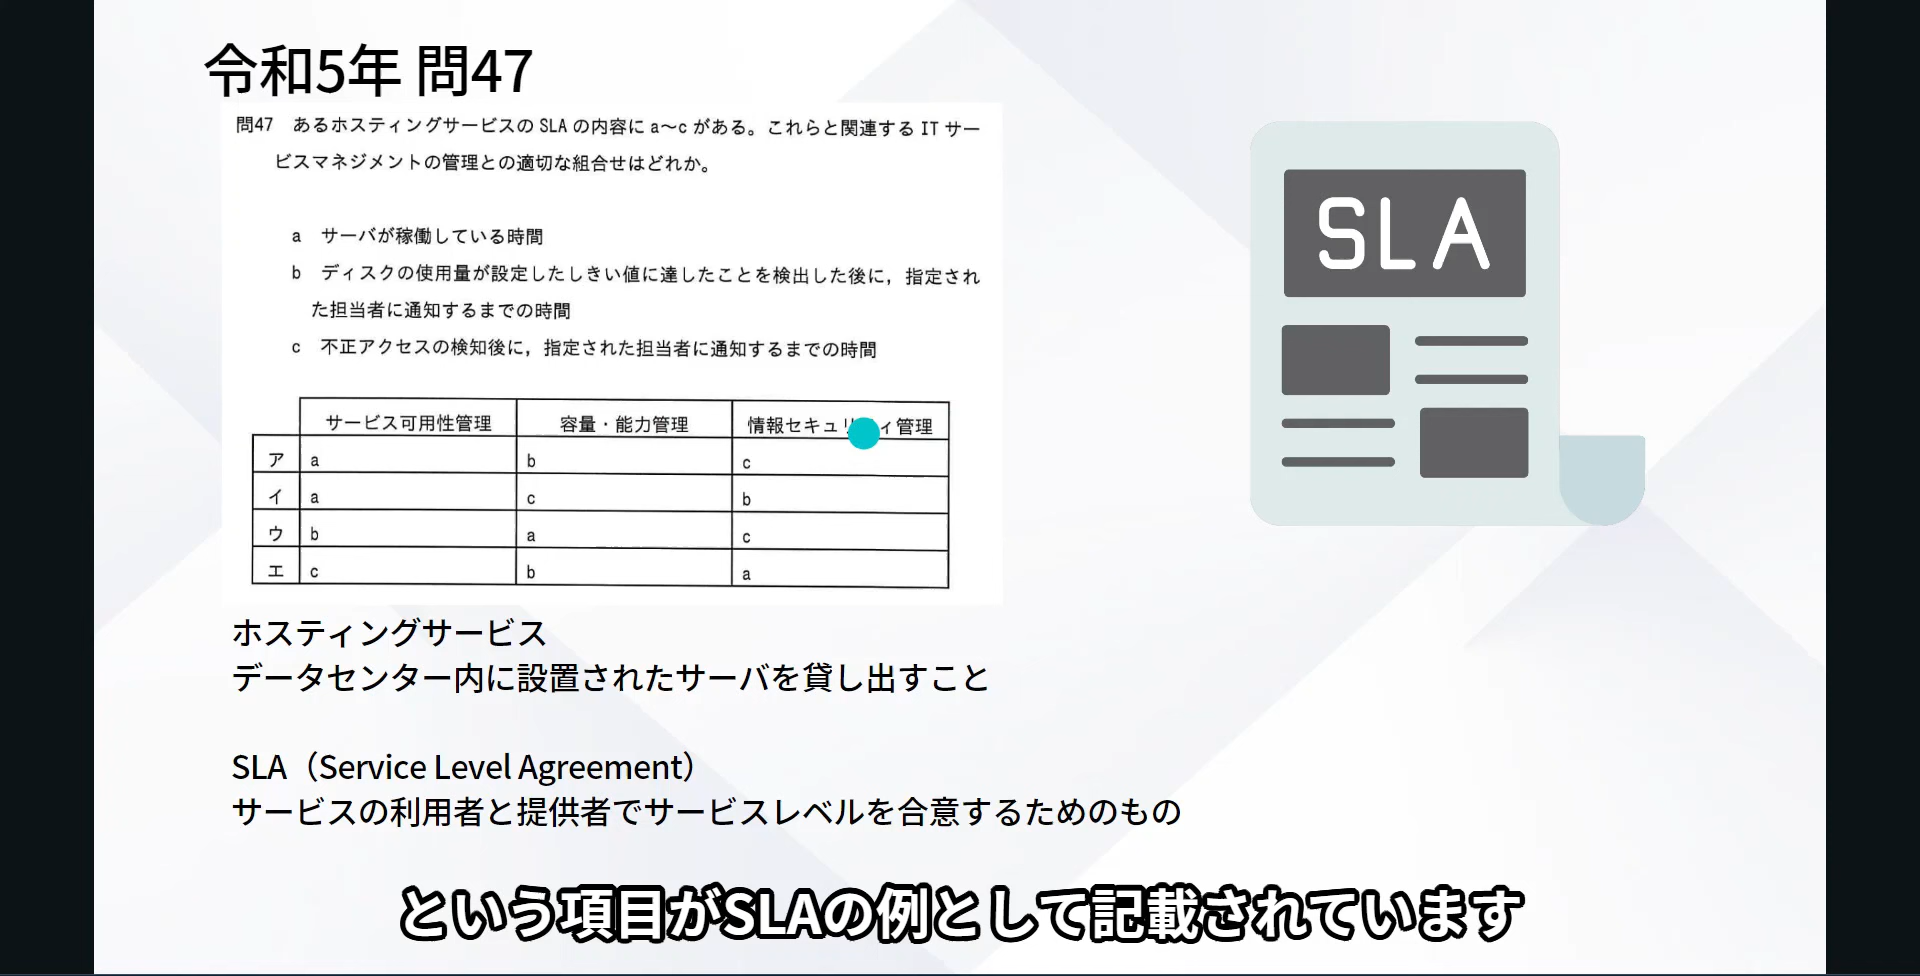 令和5年 問47
問47 あるホスティングサービスの SLA の内容に a～c がある。これらと関連する IT サー
ビスマネジメントの管理との適切な組合せはどれか。
a サーバが稼働している時間
b ディスクの使用量が設定したしきい値に達したことを検出した後に，指定され
た担当者に通知するまでの時間
c 不正アクセスの検知後に，指定された担当者に通知するまでの時間
サービス可用性管理 容量・能力管理 情報セキュ ィ管理
ア a b c
イ a c b
ウ b a c
エ c b a
SLA
ホスティングサービス
データセンター内に設置されたサーバを貸し出すこと
SLA（Service Level Agreement）
サービスの利用者と提供者でサービスレベルを合意するためのもの
という項目がSLAの例として記載されています